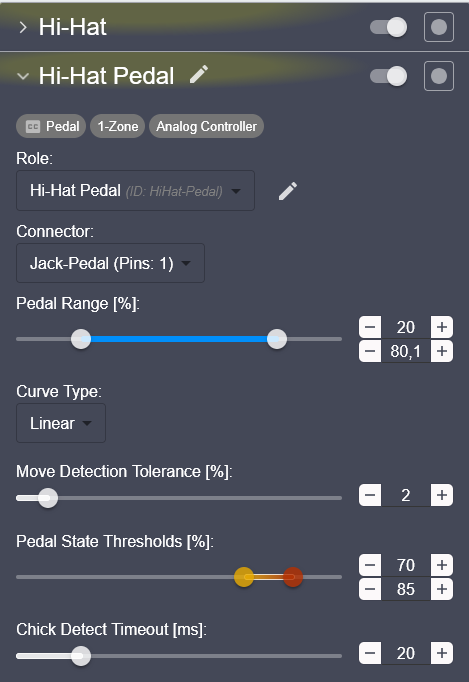 Hi-Hat
Hi-Hat Pedal
CC Pedal 1-Zone Analog Controller
Role:
Hi-Hat Pedal (ID: HiHat-Pedal)
Connector:
Jack-Pedal (Pins: 1)
Pedal Range [%]:
− 20 +
− 80,1 +
Curve Type:
Linear
Move Detection Tolerance [%]:
− 2 +
Pedal State Thresholds [%]:
− 70 +
− 85 +
Chick Detect Timeout [ms]:
− 20 +